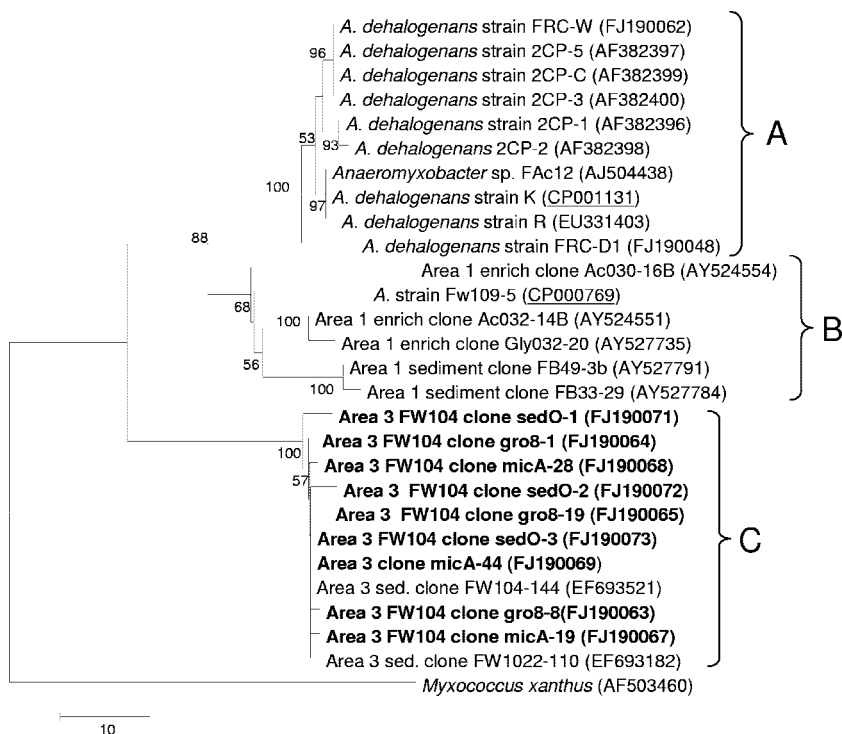 A. dehalogenans strain FRC-W (FJ190062)
96
A. dehalogenans strain 2CP-5 (AF382397)
A. dehalogenans strain 2CP-C (AF382399)
A. dehalogenans strain 2CP-3 (AF382400)
A. dehalogenans strain 2CP-1 (AF382396)
53
93
A. dehalogenans 2CP-2 (AF382398)
A
Anaeromyxobacter sp. FAc12 (AJ504438)
100
A. dehalogenans strain K (CP001131)
97
A. dehalogenans strain R (EU331403)
88
A. dehalogenans strain FRC-D1 (FJ190048)
Area 1 enrich clone Ac030-16B (AY524554)
A. strain Fw109-5 (CP000769)
68
100
Area 1 enrich clone Ac032-14B (AY524551)
B
Area 1 enrich clone Gly032-20 (AY527735)
56
Area 1 sediment clone FB49-3b (AY527791)
100
Area 1 sediment clone FB33-29 (AY527784)
Area 3 FW104 clone sedO-1 (FJ190071)
Area 3 FW104 clone gro8-1 (FJ190064)
100
Area 3 FW104 clone micA-28 (FJ190068)
57
Area 3 FW104 clone sedO-2 (FJ190072)
Area 3 FW104 clone gro8-19 (FJ190065)
Area 3 FW104 clone sedO-3 (FJ190073)
C
Area 3 clone micA-44 (FJ190069)
Area 3 sed. clone FW104-144 (EF693521)
Area 3 FW104 clone gro8-8(FJ190063)
Area 3 FW104 clone micA-19 (FJ190067)
Area 3 sed. clone FW1022-110 (EF693182)
Myxococcus xanthus (AF503460)
10